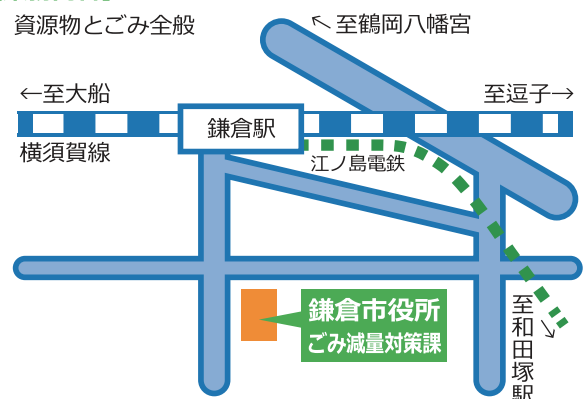 資源物とごみ全般
↖至鶴岡八幡宮
←至大船
至逗子→
鎌倉駅
横須賀線
江ノ島電鉄
鎌倉市役所
ごみ減量対策課
至和田塚駅↘